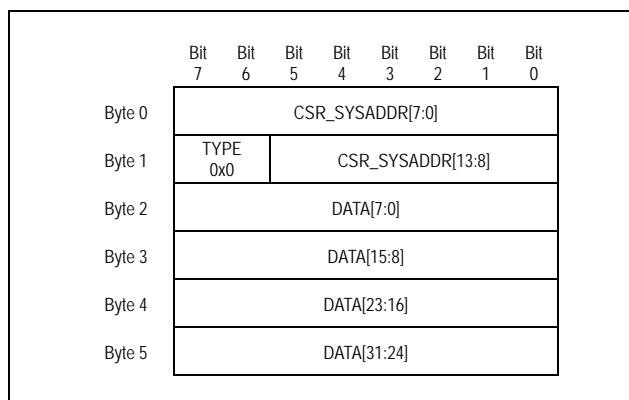 Bit Bit Bit Bit Bit Bit Bit Bit
7 6 5 4 3 2 1 0
Byte 0 CSR_SYSADDR[7:0]
Byte 1 TYPE 0x0 CSR_SYSADDR[13:8]
Byte 2 DATA[7:0]
Byte 3 DATA[15:8]
Byte 4 DATA[23:16]
Byte 5 DATA[31:24]